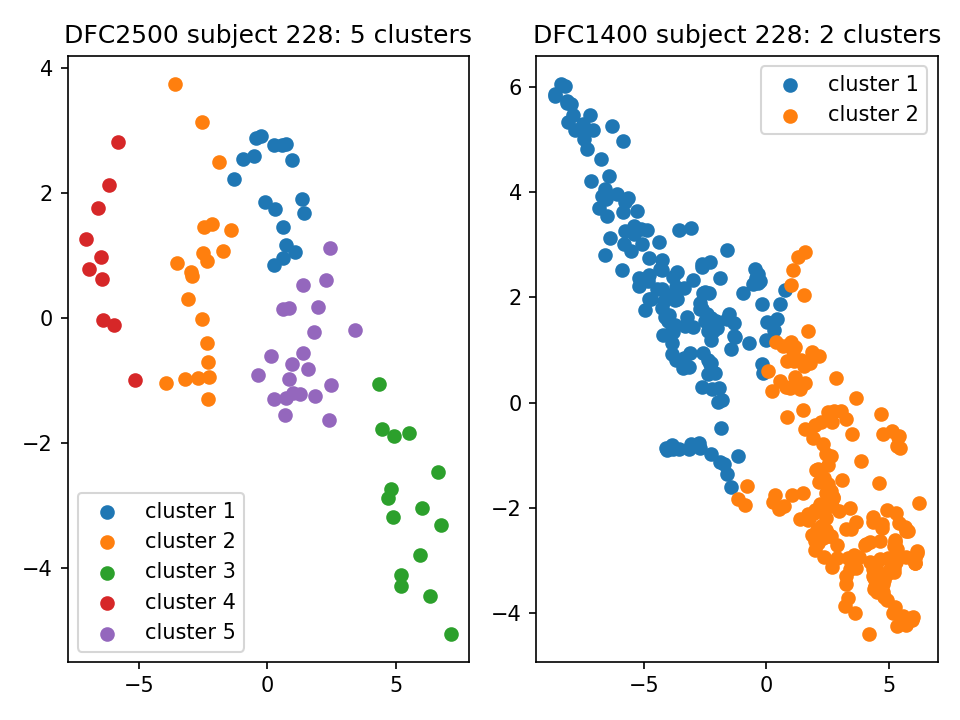 DFC2500 subject 228: 5 clusters
4
2
0
−2
−4
cluster 1
cluster 2
cluster 3
cluster 4
cluster 5
−5
0
5
DFC1400 subject 228: 2 clusters
6
4
2
0
−2
−4
cluster 1
cluster 2
−5
0
5